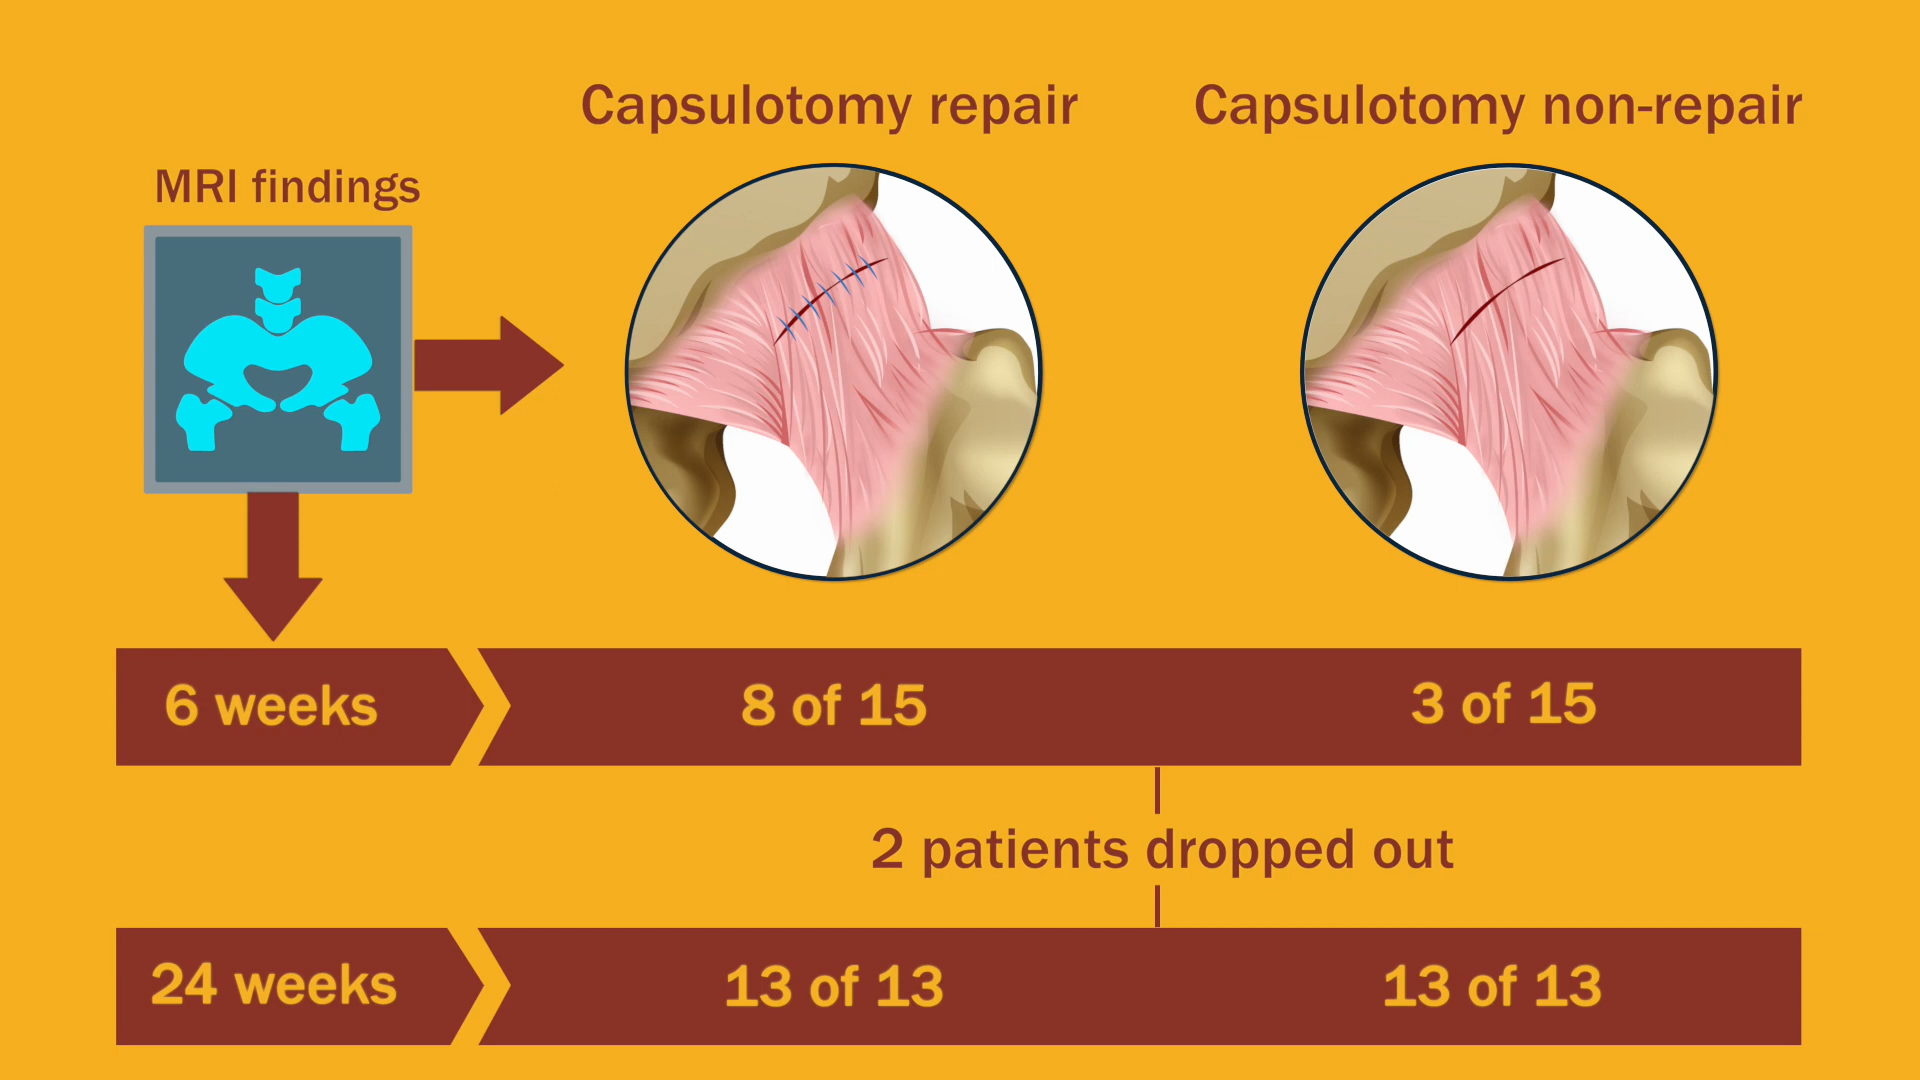 Capsulotomy repair
Capsulotomy non-repair
MRI findings
6 weeks
8 of 15
3 of 15
2 patients dropped out
24 weeks
13 of 13
13 of 13